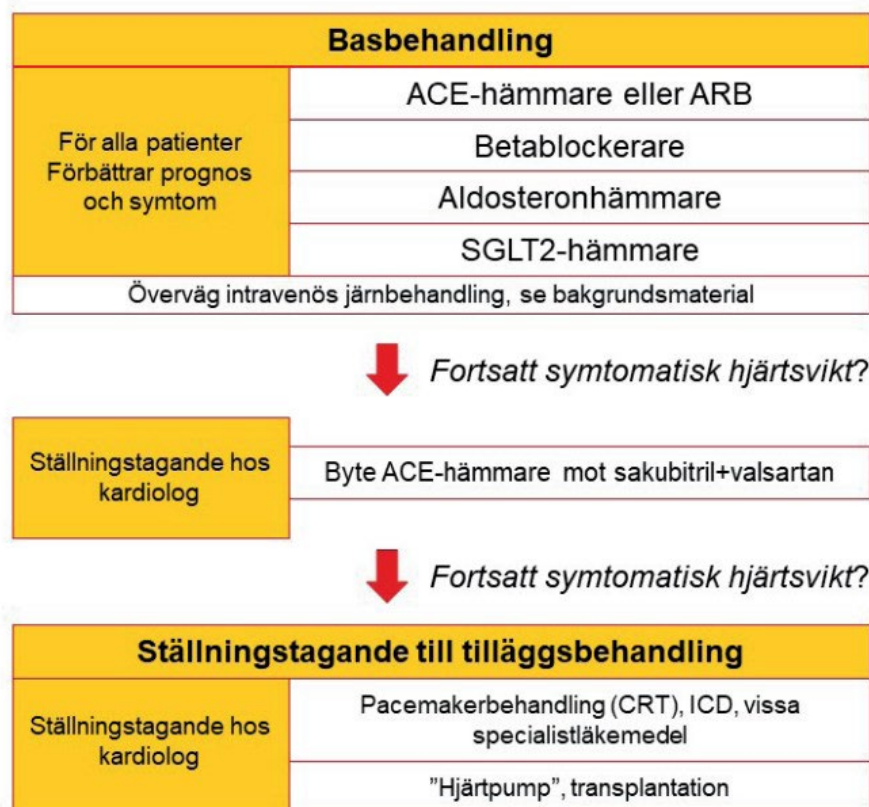 Basbehandling
För alla patienter
Förbättrar prognos
och symtom
ACE-hämmare eller ARB
Betablockerare
Aldosteronhämmare
SGLT2-hämmare
Överväg intravenös järnbehandling, se bakgrundsmaterial
Fortsatt symtomatisk hjärtsvikt?
Ställningstagande hos
kardiolog
Byte ACE-hämmare mot sakubitril+valsartan
Fortsatt symtomatisk hjärtsvikt?
Ställningstagande till tilläggsbehandling
Ställningstagande hos
kardiolog
Pacemakerbehandling (CRT), ICD, vissa
specialistläkemedel
”Hjärtpump”, transplantation